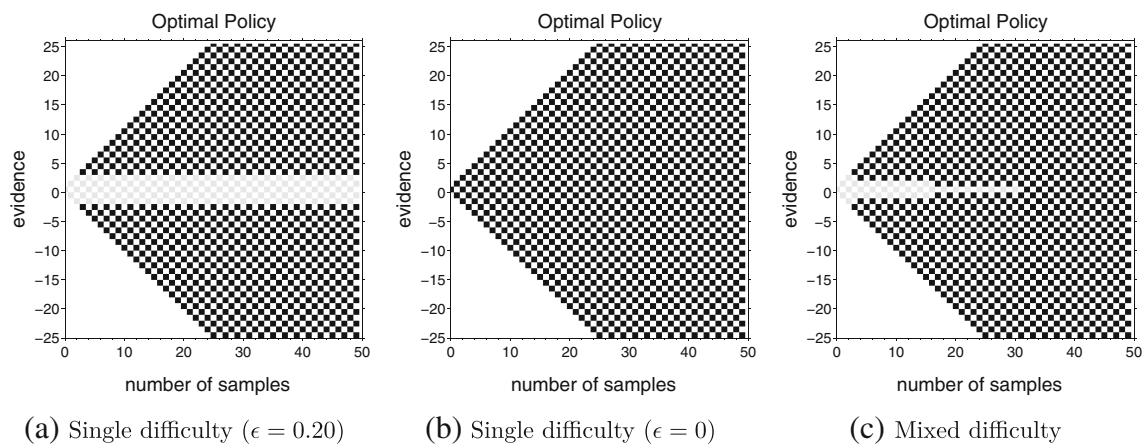 Optimal Policy
25
20
15
10
5
0
−5
−10
−15
−20
−25
evidence
0 10 20 30 40 50
number of samples
(a) Single difficulty (ϵ = 0.20)
Optimal Policy
25
20
15
10
5
0
−5
−10
−15
−20
−25
evidence
0 10 20 30 40 50
number of samples
(b) Single difficulty (ϵ = 0)
Optimal Policy
25
20
15
10
5
0
−5
−10
−15
−20
−25
evidence
0 10 20 30 40 50
number of samples
(c) Mixed difficulty